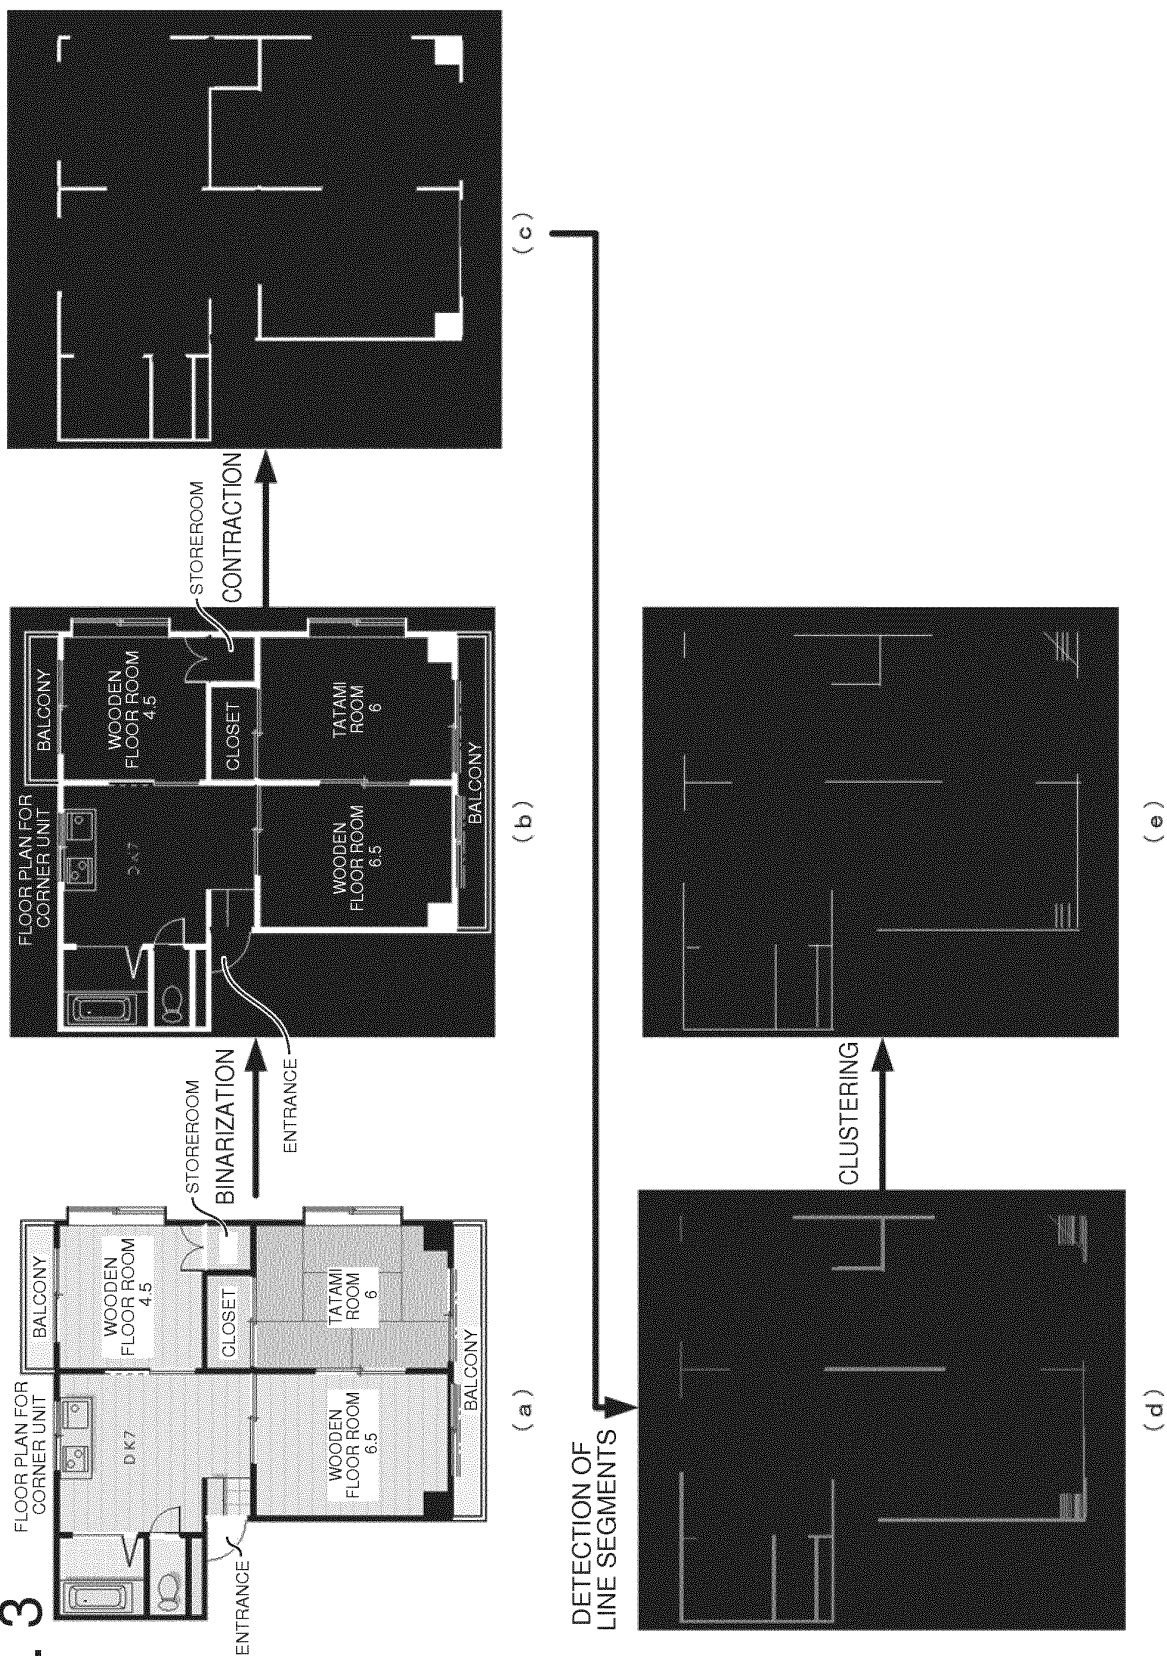 . 3
FLOOR PLAN FOR
CORNER UNIT
BALCONY
WOODEN
FLOOR ROOM
4.5
DK7
CLOSET
STOREROOM
WOODEN
FLOOR ROOM
6.5
TATAMI
ROOM
6
BALCONY
ENTRANCE
(a)
BINARIZATION
FLOOR PLAN FOR
CORNER UNIT
BALCONY
WOODEN
FLOOR ROOM
4.5
CLOSET
STOREROOM
WOODEN
FLOOR ROOM
6.5
TATAMI
ROOM
6
BALCONY
ENTRANCE
(b)
CONTRACTION
(c)
DETECTION OF
LINE SEGMENTS
(d)
CLUSTERING
(e)